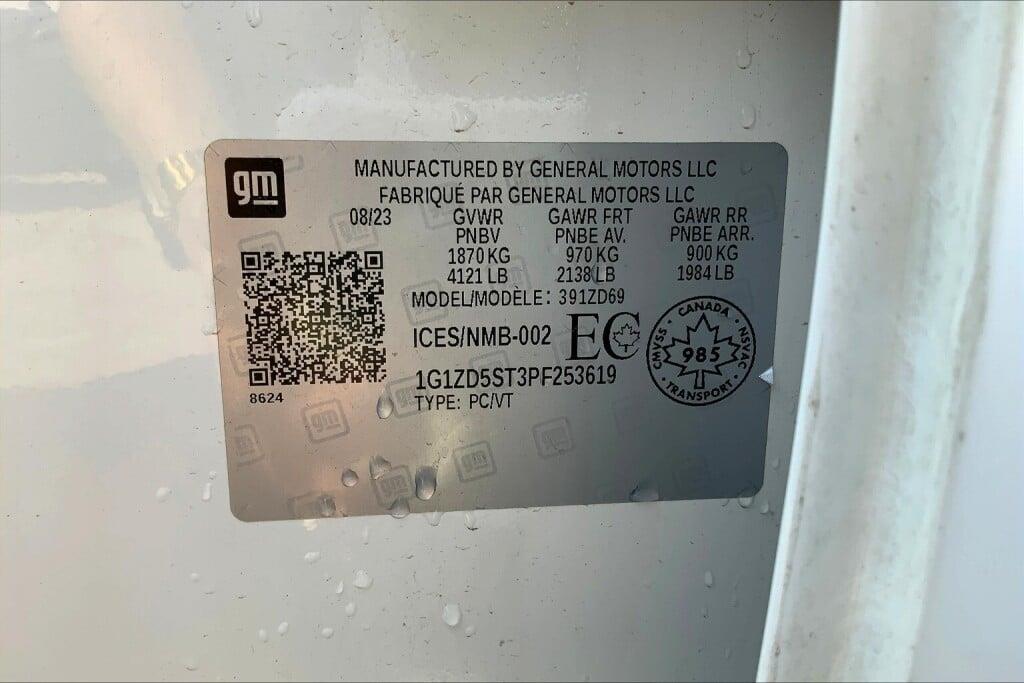 gm
MANUFACTURED BY GENERAL MOTORS LLC
FABRIQUÉ PAR GENERAL MOTORS LLC
08/23 GVWR GAWR FRT GAWR RR
PNBV PNBE AV. PNBE ARR.
1870 KG 970 KG 900 KG
4121 LB 2138 LB 1984 LB
MODEL/MODÈLE: 391ZD69
ICES/NMB-002 EC
CANADA
CMVSS 985 NSVAC
TRANSPORT
1G1ZD5ST3PF253619
TYPE: PC/VT
8624